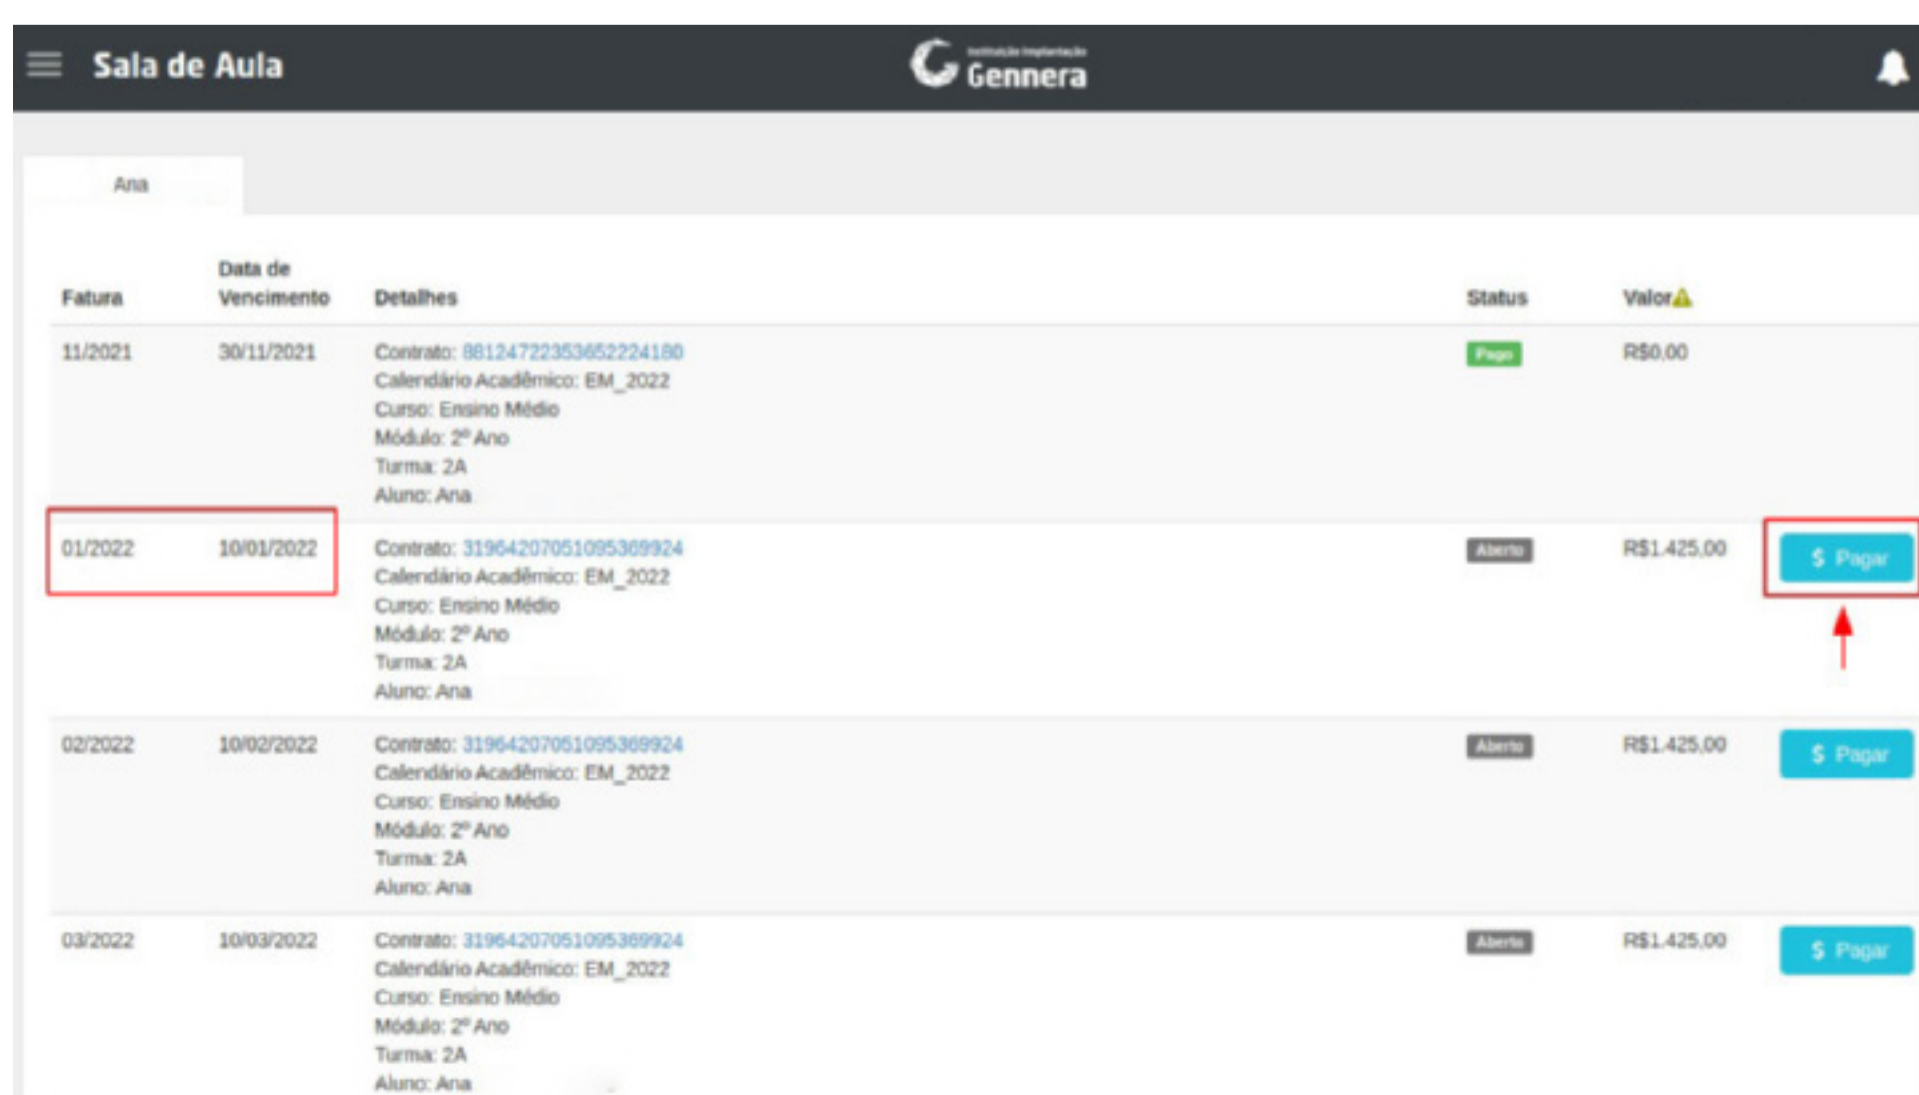 Sala de Aula
Instituição Implantação
Gennera
Ana
Fatura Data de Vencimento Detalhes Status Valor
11/2021 30/11/2021 Contrato: 88124722353652224180 Pago R$0,00
Calendário Acadêmico: EM_2022
Curso: Ensino Médio
Módulo: 2º Ano
Turma: 2A
Aluno: Ana
01/2022 10/01/2022 Contrato: 31964207051095369924 Aberto R$1.425,00 $ Pagar
Calendário Acadêmico: EM_2022
Curso: Ensino Médio
Módulo: 2º Ano
Turma: 2A
Aluno: Ana
02/2022 10/02/2022 Contrato: 31964207051095369924 Aberto R$1.425,00 $ Pagar
Calendário Acadêmico: EM_2022
Curso: Ensino Médio
Módulo: 2º Ano
Turma: 2A
Aluno: Ana
03/2022 10/03/2022 Contrato: 31964207051095369924 Aberto R$1.425,00 $ Pagar
Calendário Acadêmico: EM_2022
Curso: Ensino Médio
Módulo: 2º Ano
Turma: 2A
Aluno: Ana